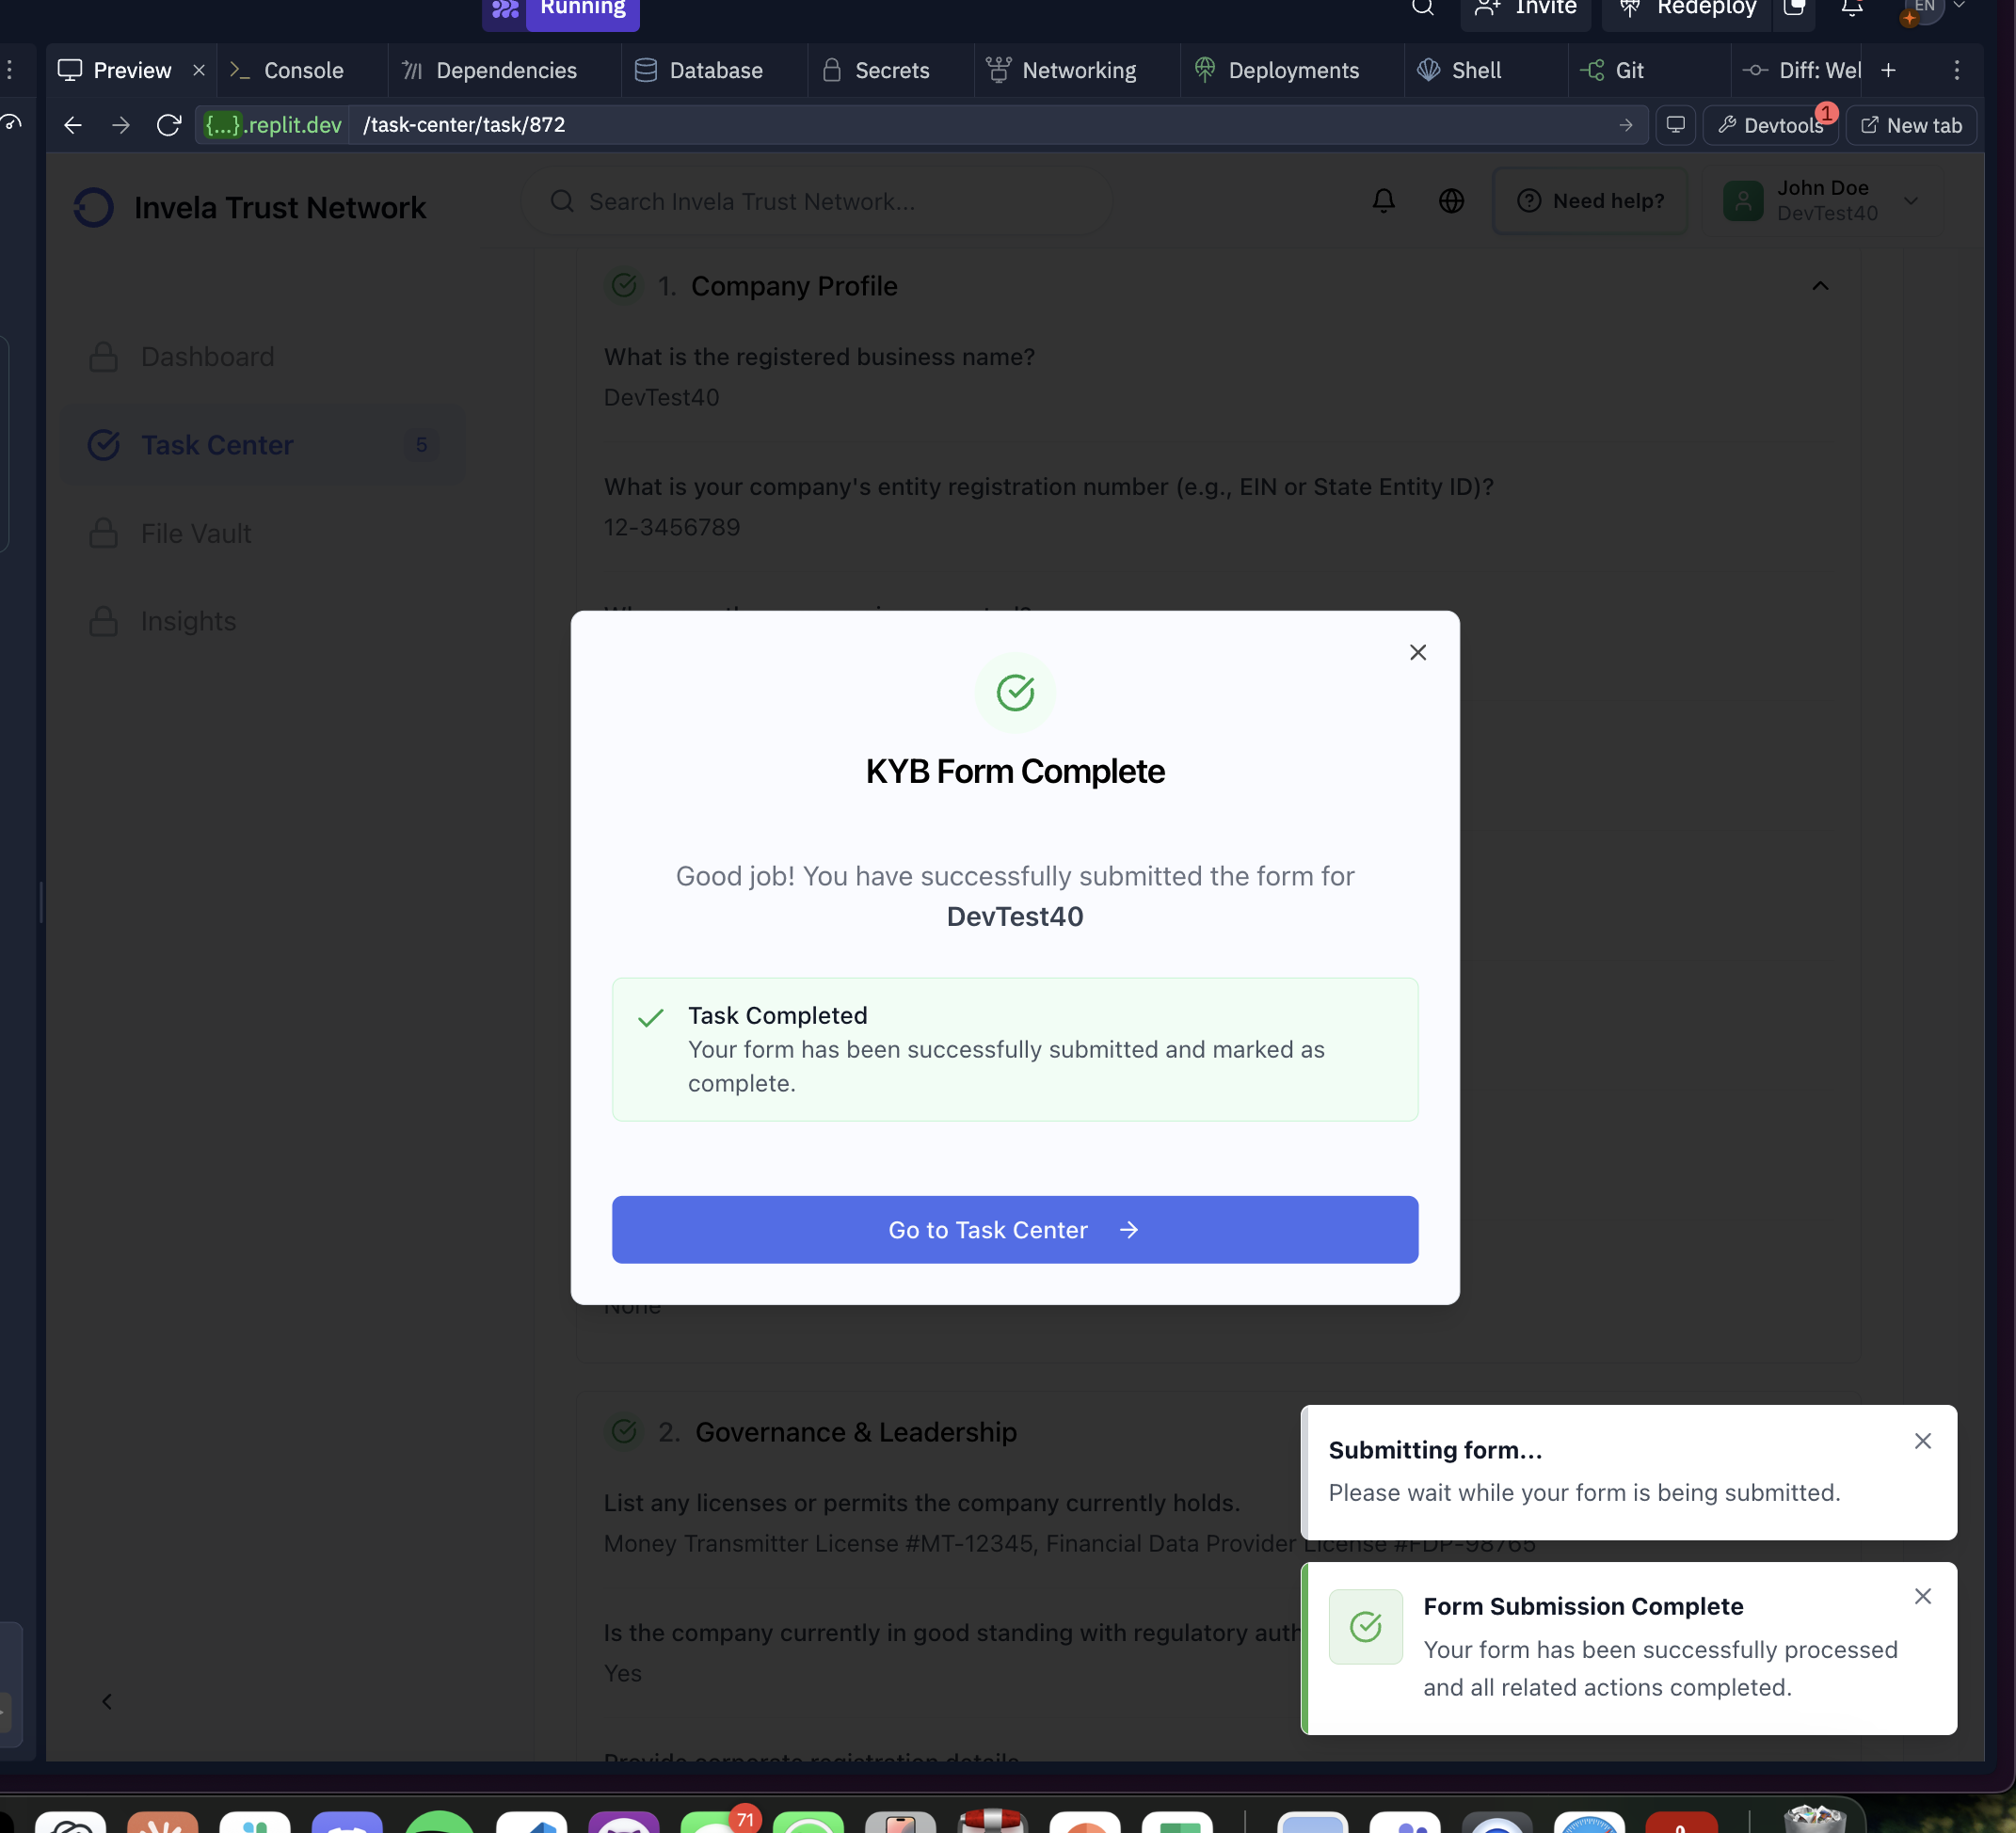 Running
Invite
Redeploy
EN
Preview
Console
Dependencies
Database
Secrets
Networking
Deployments
Shell
Git
Diff: Wel
{...}.replit.dev
/task-center/task/872
Devtools
1
New tab
Invela Trust Network
Search Invela Trust Network...
Need help?
John Doe
DevTest40
Dashboard
Task Center
5
File Vault
Insights
1. Company Profile
What is the registered business name?
DevTest40
What is your company's entity registration number (e.g., EIN or State Entity ID)?
12-3456789
KYB Form Complete
Good job! You have successfully submitted the form for
DevTest40
Task Completed
Your form has been successfully submitted and marked as
complete.
Go to Task Center
None
2. Governance & Leadership
List any licenses or permits the company currently holds.
Money Transmitter License #MT-12345, Financial Data Provider License #FDP-98765
Is the company currently in good standing with regulatory auth
Yes
Provide corporate registration details
Submitting form...
Please wait while your form is being submitted.
Form Submission Complete
Your form has been successfully processed
and all related actions completed.
71